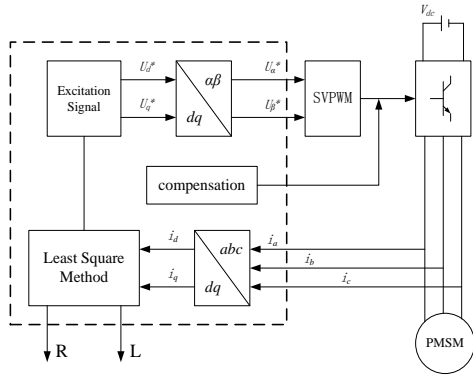 V_dc
Excitation
Signal
U_d*
U_q*
αβ
dq
U_α*
U_β*
SVPWM
compensation
Least Square
Method
i_d
i_q
abc
dq
i_a
i_b
i_c
R
L
PMSM